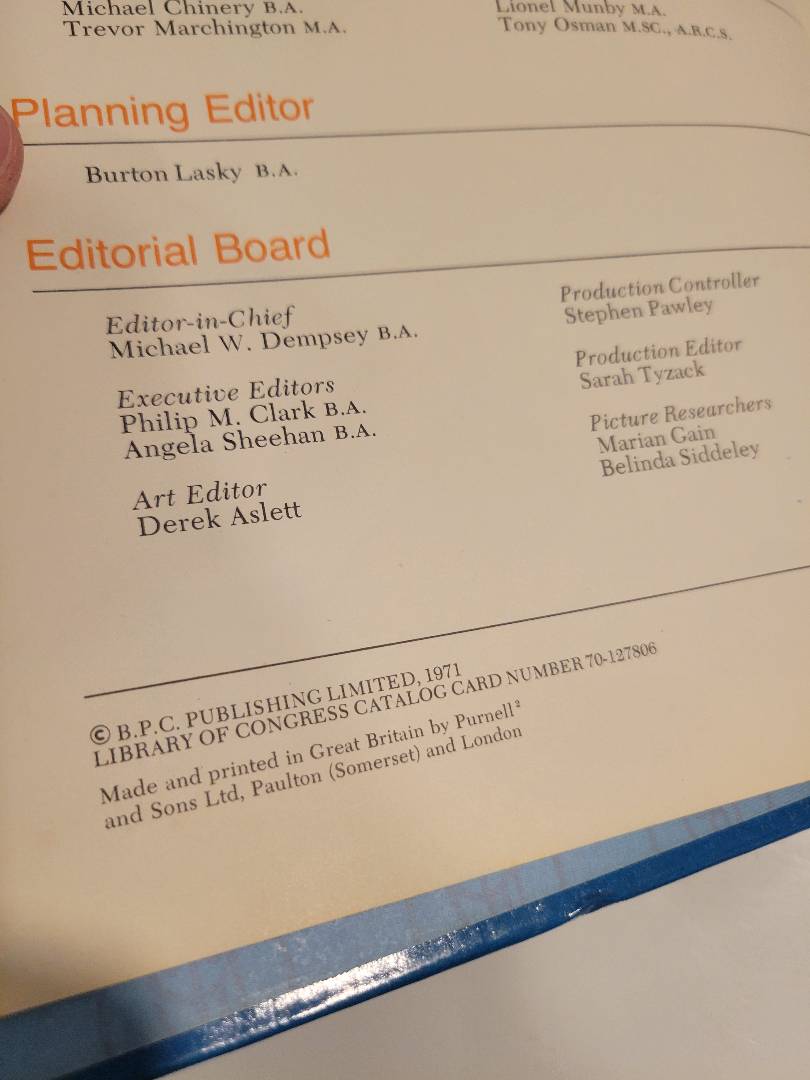 Michael Chinery B.A.
Trevor Marchington M.A.
Lionel Munby M.A.
Tony Osman M.SC., A.R.C.S.
Planning Editor
Burton Lasky B.A.
Editorial Board
Editor-in-Chief
Michael W. Dempsey B.A.
Executive Editors
Philip M. Clark B.A.
Angela Sheehan B.A.
Art Editor
Derek Aslett
Production Controller
Stephen Pawley
Production Editor
Sarah Tyzack
Picture Researchers
Marian Gain
Belinda Siddeley
© B.P.C. PUBLISHING LIMITED, 1971
LIBRARY OF CONGRESS CATALOG CARD NUMBER 70-127806
Made and printed in Great Britain by Purnell²
and Sons Ltd, Paulton (Somerset) and London